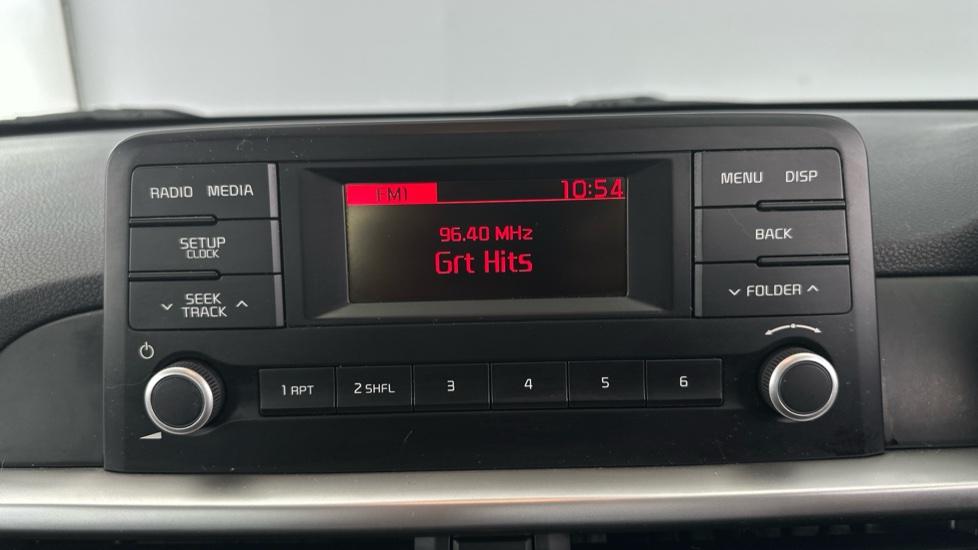 RADIO MEDIA
SETUP
CLOCK
SEEK
TRACK
FM1
10:54
96.40 MHz
Grt Hits
MENU DISP
BACK
FOLDER
1 RPT
2 SHFL
3
4
5
6